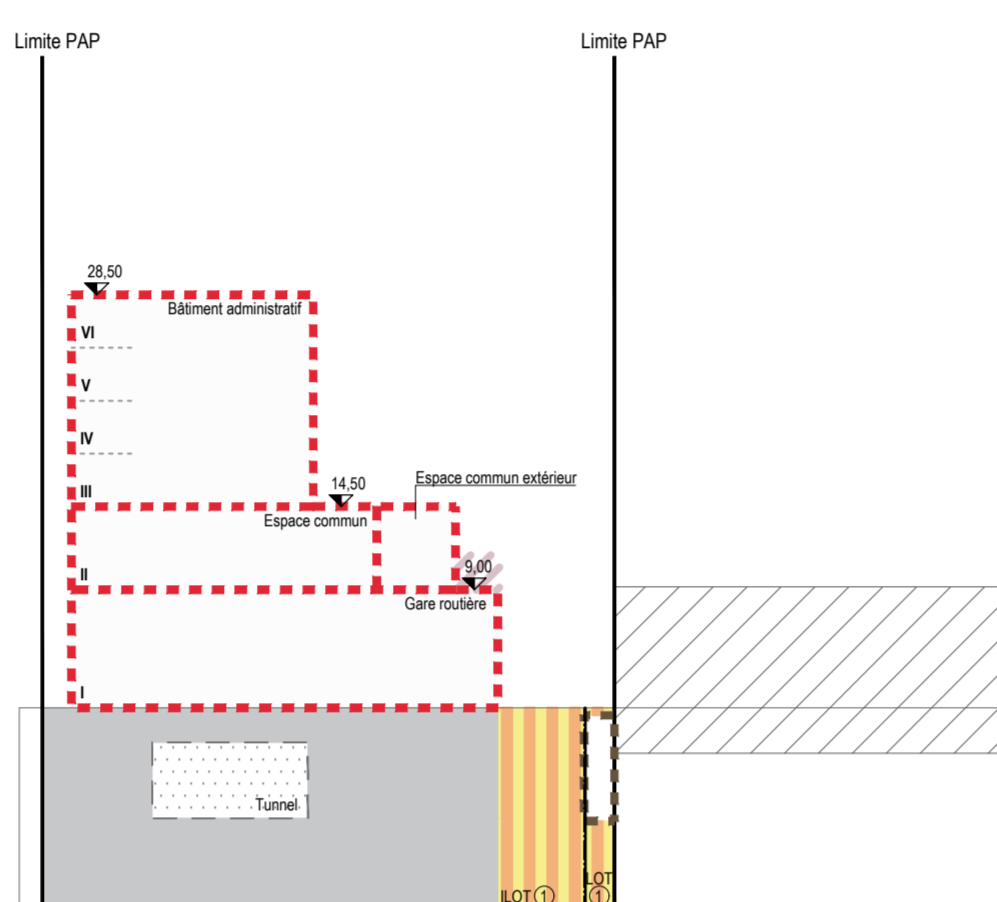 Limite PAP
Limite PAP
28,50
Bâtiment administratif
VI
V
IV
III
14,50
Espace commun extérieur
Espace commun
II
9,00
Gare routière
I
Tunnel
LOT
ILOT 1
1